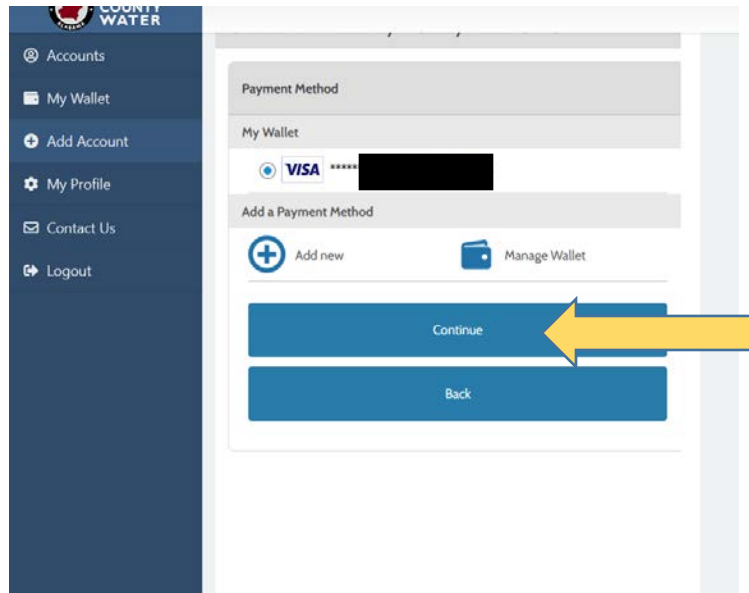 COUNTY
WATER
ALABAMA
Accounts
My Wallet
Add Account
My Profile
Contact Us
Logout
Payment Method
My Wallet
VISA *****
Add a Payment Method
Add new
Manage Wallet
Continue
Back